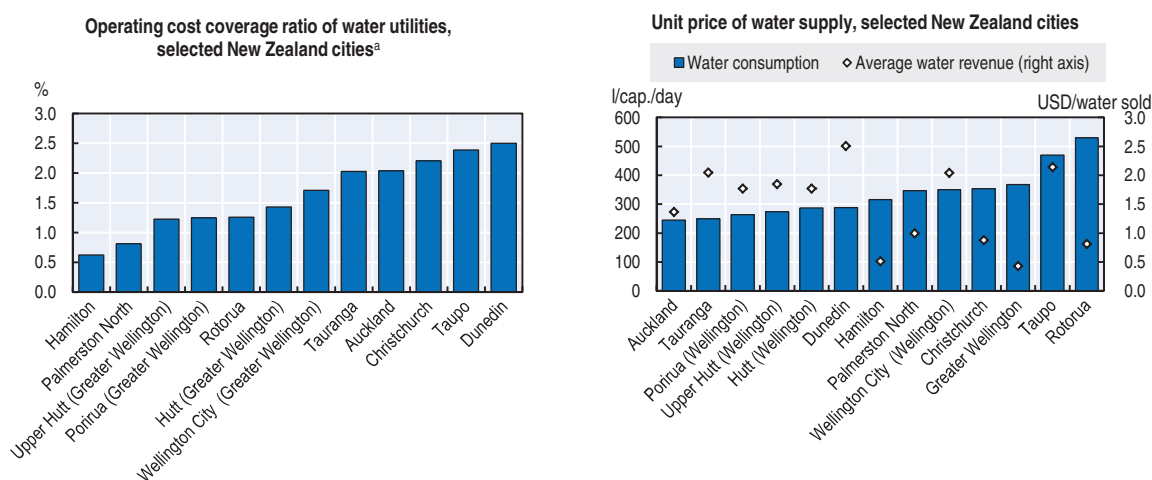 Operating cost coverage ratio of water utilities,
selected New Zealand citiesª
%
3.0
2.5
2.0
1.5
1.0
0.5
0.0
Hamilton
Palmerston North
Upper Hutt (Greater Wellington)
Porirua (Greater Wellington)
Rotorua
Hutt (Greater Wellington)
Wellington City (Greater Wellington)
Tauranga
Auckland
Christchurch
Taupo
Dunedin
Unit price of water supply, selected New Zealand cities
Water consumption
Average water revenue (right axis)
l/cap./day
USD/water sold
600
500
400
300
200
100
0
3.0
2.5
2.0
1.5
1.0
0.5
0.0
Auckland
Tauranga
Porirua (Wellington)
Upper Hutt (Wellington)
Hutt (Wellington)
Dunedin
Hamilton
Palmerston North
Wellington City (Wellington)
Christchurch
Greater Wellington
Taupo
Rotorua